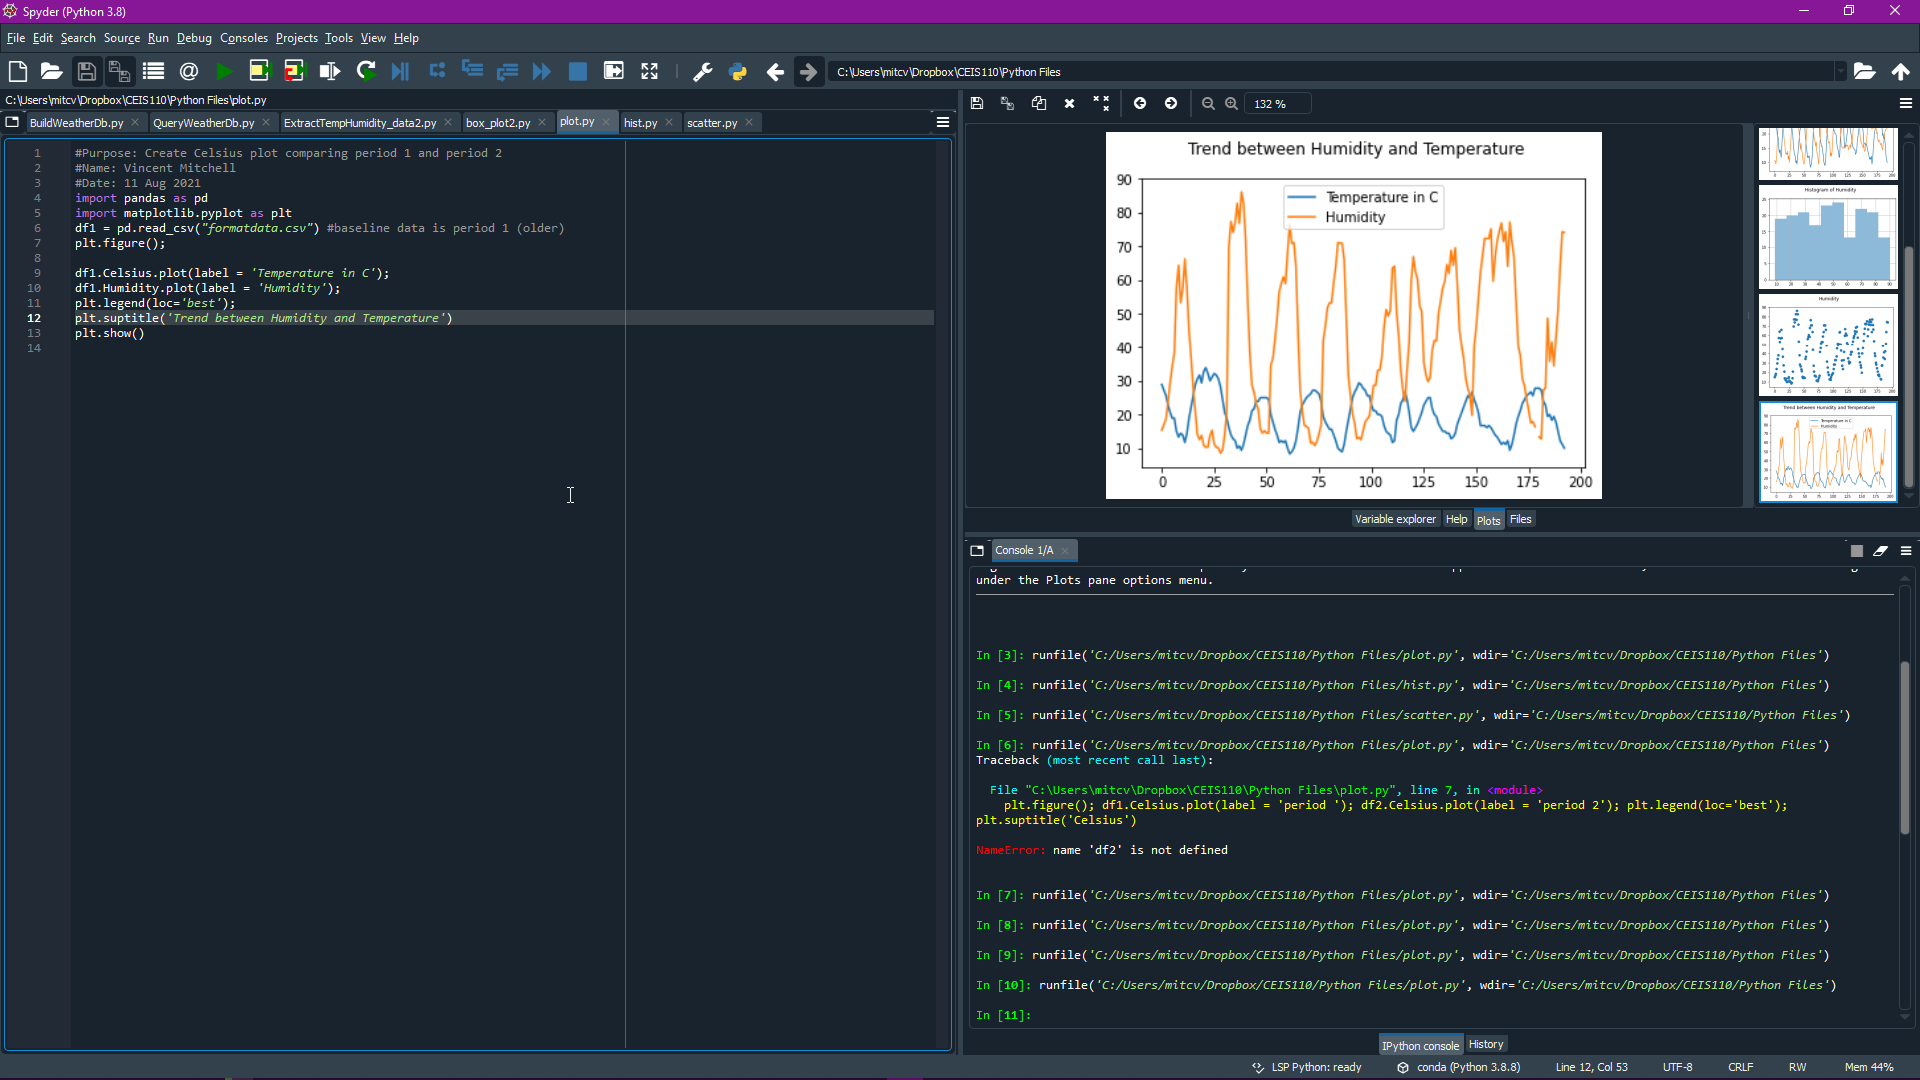 Spyder (Python 3.8)
File Edit Search Source Run Debug Consoles Projects Tools View Help
C:\Users\mitcv\Dropbox\CEIS110\Python Files
C:\Users\mitcv\Dropbox\CEIS110\Python Files\plot.py
BuildWeatherDb.py QueryWeatherDb.py ExtractTempHumidity_data2.py box_plot2.py plot.py hist.py scatter.py
1 #Purpose: Create Celsius plot comparing period 1 and period 2
2 #Name: Vincent Mitchell
3 #Date: 11 Aug 2021
4 import pandas as pd
5 import matplotlib.pyplot as plt
6 df1 = pd.read_csv("formatdata.csv") #baseline data is period 1 (older)
7 plt.figure();
8
9 df1.Celsius.plot(label = 'Temperature in C');
10 df1.Humidity.plot(label = 'Humidity');
11 plt.legend(loc='best');
12 plt.suptitle('Trend between Humidity and Temperature')
13 plt.show()
14
132 %
Trend between Humidity and Temperature
Temperature in C
Humidity
90
80
70
60
50
40
30
20
10
0 25 50 75 100 125 150 175 200
Histogram of Humidity
Humidity
Trend between Humidity and Temperature
Temperature in C
Humidity
Variable explorer Help Plots Files
Console 1/A
under the Plots pane options menu.
In [3]: runfile('C:/Users/mitcv/Dropbox/CEIS110/Python Files/plot.py', wdir='C:/Users/mitcv/Dropbox/CEIS110/Python Files')
In [4]: runfile('C:/Users/mitcv/Dropbox/CEIS110/Python Files/hist.py', wdir='C:/Users/mitcv/Dropbox/CEIS110/Python Files')
In [5]: runfile('C:/Users/mitcv/Dropbox/CEIS110/Python Files/scatter.py', wdir='C:/Users/mitcv/Dropbox/CEIS110/Python Files')
In [6]: runfile('C:/Users/mitcv/Dropbox/CEIS110/Python Files/plot.py', wdir='C:/Users/mitcv/Dropbox/CEIS110/Python Files')
Traceback (most recent call last):
File "C:\Users\mitcv\Dropbox\CEIS110\Python Files\plot.py", line 7, in <module>
plt.figure(); df1.Celsius.plot(label = 'period '); df2.Celsius.plot(label = 'period 2'); plt.legend(loc='best');
plt.suptitle('Celsius')
NameError: name 'df2' is not defined
In [7]: runfile('C:/Users/mitcv/Dropbox/CEIS110/Python Files/plot.py', wdir='C:/Users/mitcv/Dropbox/CEIS110/Python Files')
In [8]: runfile('C:/Users/mitcv/Dropbox/CEIS110/Python Files/plot.py', wdir='C:/Users/mitcv/Dropbox/CEIS110/Python Files')
In [9]: runfile('C:/Users/mitcv/Dropbox/CEIS110/Python Files/plot.py', wdir='C:/Users/mitcv/Dropbox/CEIS110/Python Files')
In [10]: runfile('C:/Users/mitcv/Dropbox/CEIS110/Python Files/plot.py', wdir='C:/Users/mitcv/Dropbox/CEIS110/Python Files')
In [11]:
IPython console History
LSP Python: ready conda (Python 3.8.8) Line 12, Col 53 UTF-8 CRLF RW Mem 44%